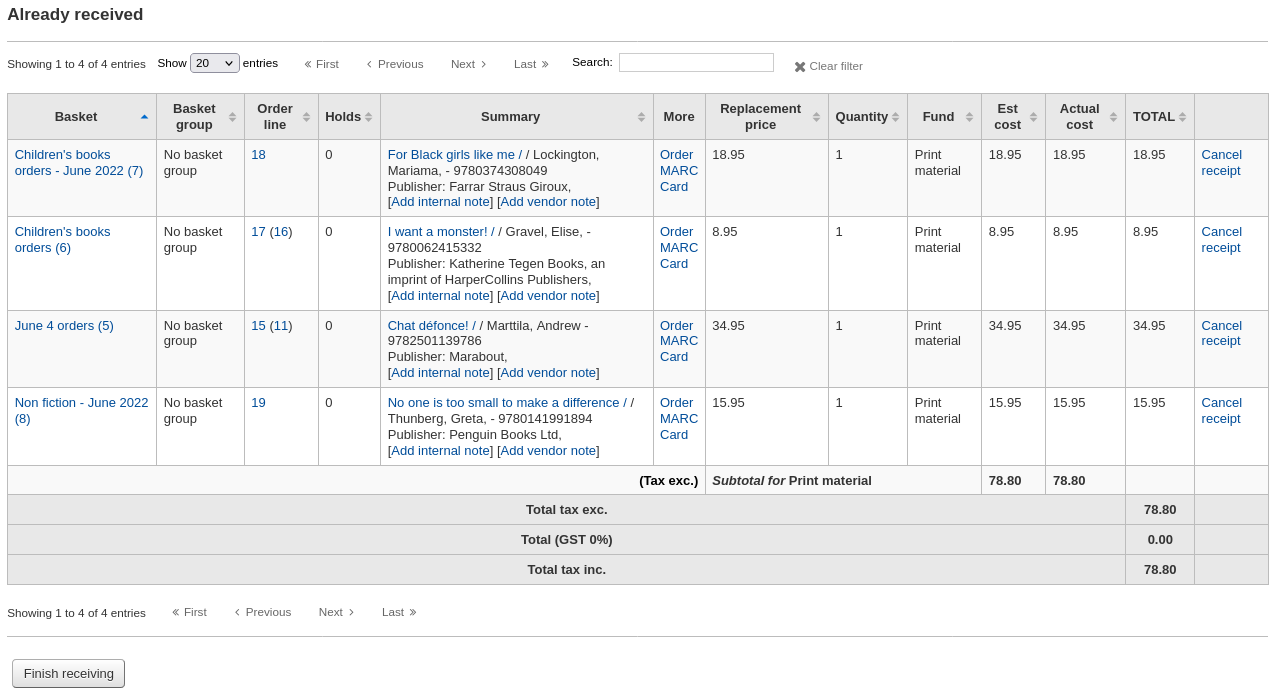 Already received
Showing 1 to 4 of 4 entries Show 20 entries First Previous Next Last Search: Clear filter
Basket Basket group Order line Holds Summary More Replacement price Quantity Fund Est cost Actual cost TOTAL
Children's books orders - June 2022 (7) No basket group 18 0 For Black girls like me / / Lockington, Order 18.95 1 Print material 18.95 18.95 18.95 Cancel receipt
Mariama, - 9780374308049 MARC
Publisher: Farrar Straus Giroux, Card
[Add internal note] [Add vendor note]
Children's books orders (6) No basket group 17 (16) 0 I want a monster! / / Gravel, Elise, - Order 8.95 1 Print material 8.95 8.95 8.95 Cancel receipt
9780062415332 MARC
Publisher: Katherine Tegen Books, an Card
imprint of HarperCollins Publishers,
[Add internal note] [Add vendor note]
June 4 orders (5) No basket group 15 (11) 0 Chat défonce! / / Marttila, Andrew - Order 34.95 1 Print material 34.95 34.95 34.95 Cancel receipt
9782501139786 MARC
Publisher: Marabout, Card
[Add internal note] [Add vendor note]
Non fiction - June 2022 (8) No basket group 19 0 No one is too small to make a difference / / Order 15.95 1 Print material 15.95 15.95 15.95 Cancel receipt
Thunberg, Greta, - 9780141991894 MARC
Publisher: Penguin Books Ltd, Card
[Add internal note] [Add vendor note]
(Tax exc.) Subtotal for Print material 78.80 78.80
Total tax exc. 78.80
Total (GST 0%) 0.00
Total tax inc. 78.80
Showing 1 to 4 of 4 entries First Previous Next Last
Finish receiving